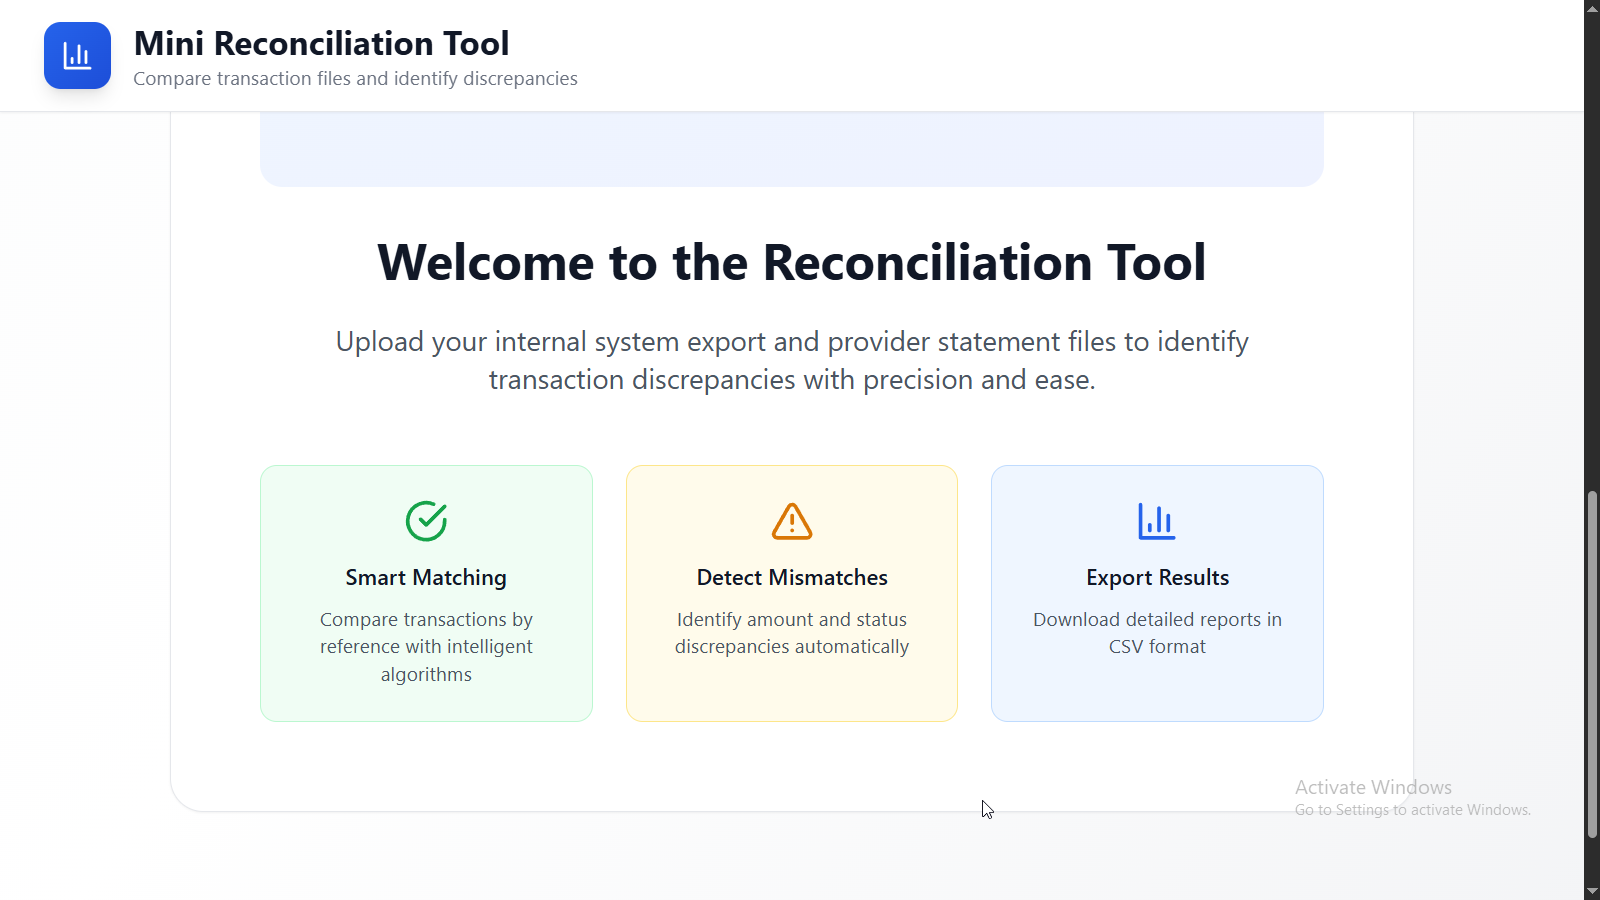 Mini Reconciliation Tool
Compare transaction files and identify discrepancies
Welcome to the Reconciliation Tool
Upload your internal system export and provider statement files to identify
transaction discrepancies with precision and ease.
Smart Matching
Compare transactions by
reference with intelligent
algorithms
Detect Mismatches
Identify amount and status
discrepancies automatically
Export Results
Download detailed reports in
CSV format
Activate Windows
Go to Settings to activate Windows.